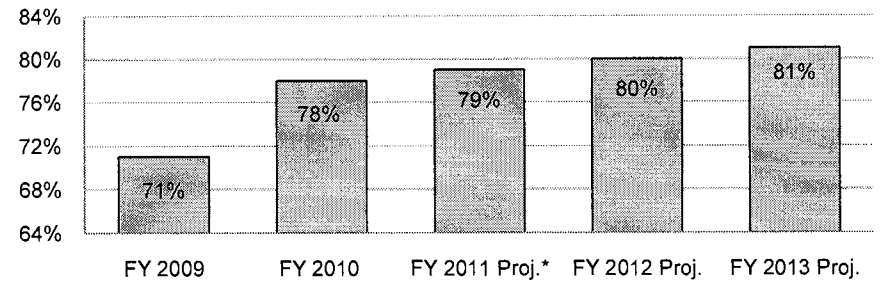 84%
80%
76%
72%
68%
64%
71%
78%
79%
80%
81%
FY 2009
FY 2010
FY 2011 Proj.*
FY 2012 Proj.
FY 2013 Proj.